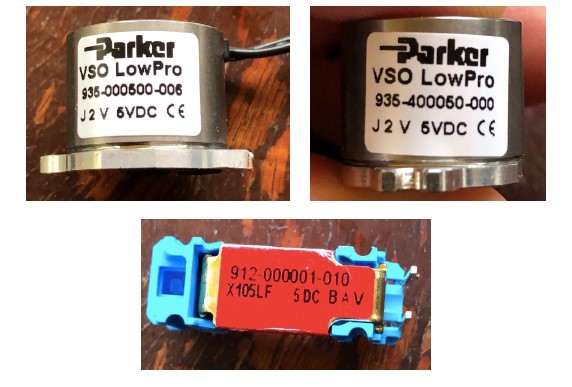 Parker
VSO LowPro
935-000500-006
J 2 V 5VDC CE
Parker
VSO LowPro
935-400050-000
J 2 V 5VDC CE
912-000001-010
X105LF 5DC B A V